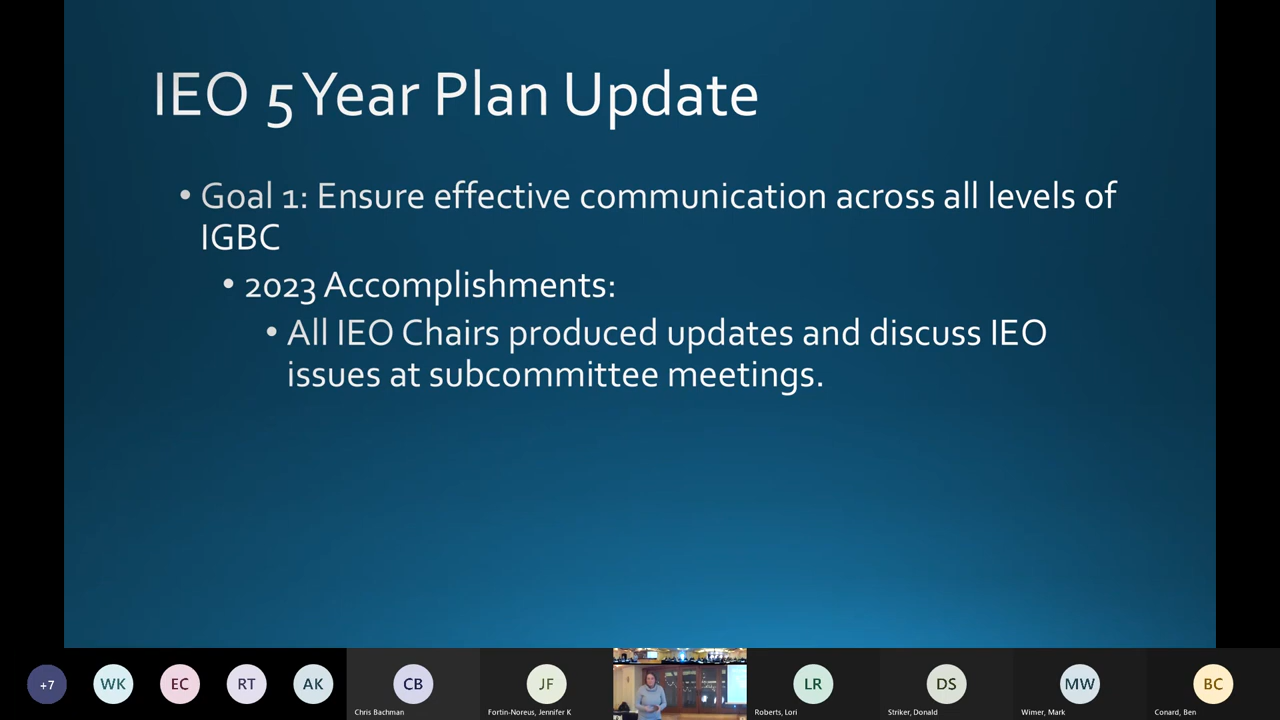 IEO 5 Year Plan Update
• Goal 1: Ensure effective communication across all levels of
IGBC
• 2023 Accomplishments:
• All IEO Chairs produced updates and discuss IEO
issues at subcommittee meetings.
+7
WK
EC
RT
AK
CB
Chris Bachman
JF
Fortin-Noreus, Jennifer K
LR
Roberts, Lori
DS
Striker, Donald
MW
Wimer, Mark
BC
Conard, Ben